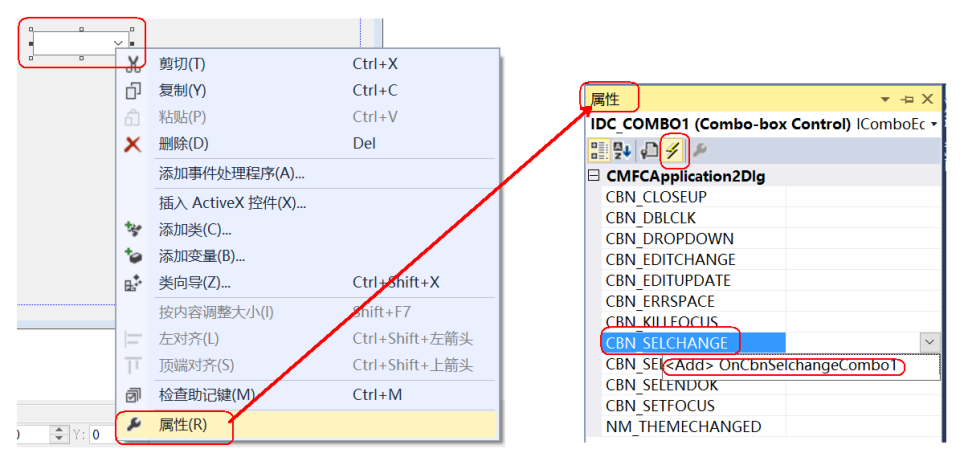 剪切(T) Ctrl+X
复制(Y) Ctrl+C
粘贴(P) Ctrl+V
删除(D) Del
添加事件处理程序(A)...
插入 ActiveX 控件(X)...
添加类(C)...
添加变量(B)...
类向导(Z)... Ctrl+Shift+X
按内容调整大小(I) Shift+F7
左对齐(L) Ctrl+Shift+左箭头
顶端对齐(S) Ctrl+Shift+上箭头
检查助记键(M) Ctrl+M
属性(R)
Y: 0
属性
IDC_COMBO1 (Combo-box Control) IComboEc
CMFCApplication2Dlg
CBN_CLOSEUP
CBN_DBLCLK
CBN_DROPDOWN
CBN_EDITCHANGE
CBN_EDITUPDATE
CBN_ERRSPACE
CBN_KILLFOCUS
CBN_SELCHANGE
CBN_SEL <Add> OnCbnSelchangeCombo1
CBN_SELENDOK
CBN_SETFOCUS
NM_THEMECHANGED